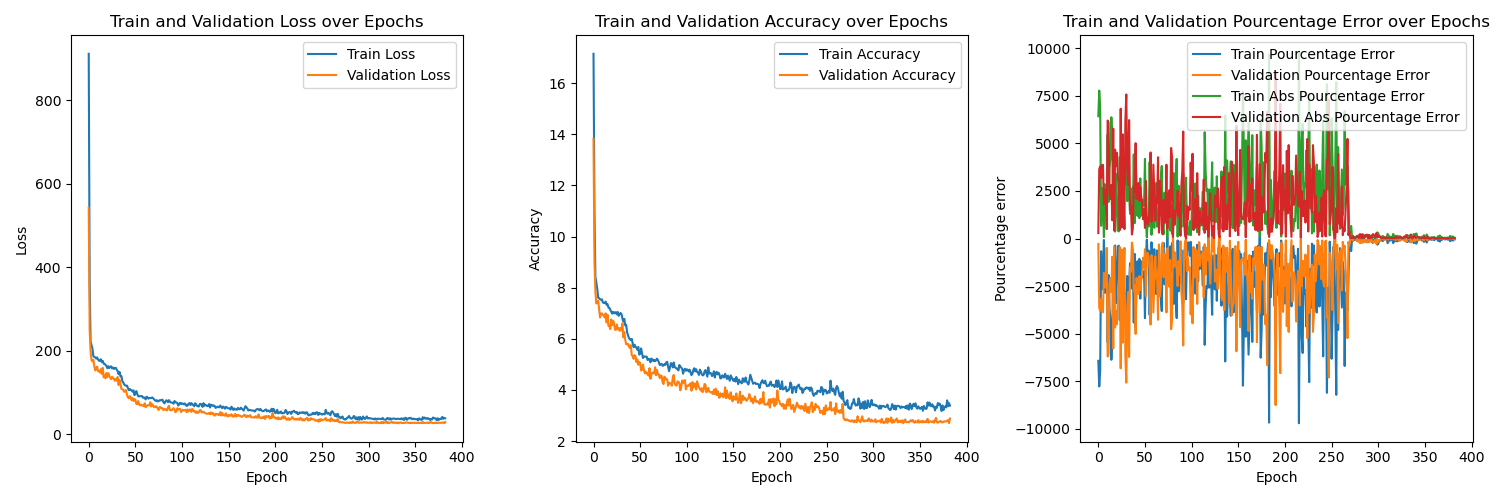 Train and Validation Loss over Epochs
Loss
800
600
400
200
0
0 50 100 150 200 250 300 350 400
Epoch
Train Loss
Validation Loss
Train and Validation Accuracy over Epochs
Accuracy
16
14
12
10
8
6
4
2
0 50 100 150 200 250 300 350 400
Epoch
Train Accuracy
Validation Accuracy
Train and Validation Pourcentage Error over Epochs
Pourcentage error
10000
7500
5000
2500
0
−2500
−5000
−7500
−10000
0 50 100 150 200 250 300 350 400
Epoch
Train Pourcentage Error
Validation Pourcentage Error
Train Abs Pourcentage Error
Validation Abs Pourcentage Error